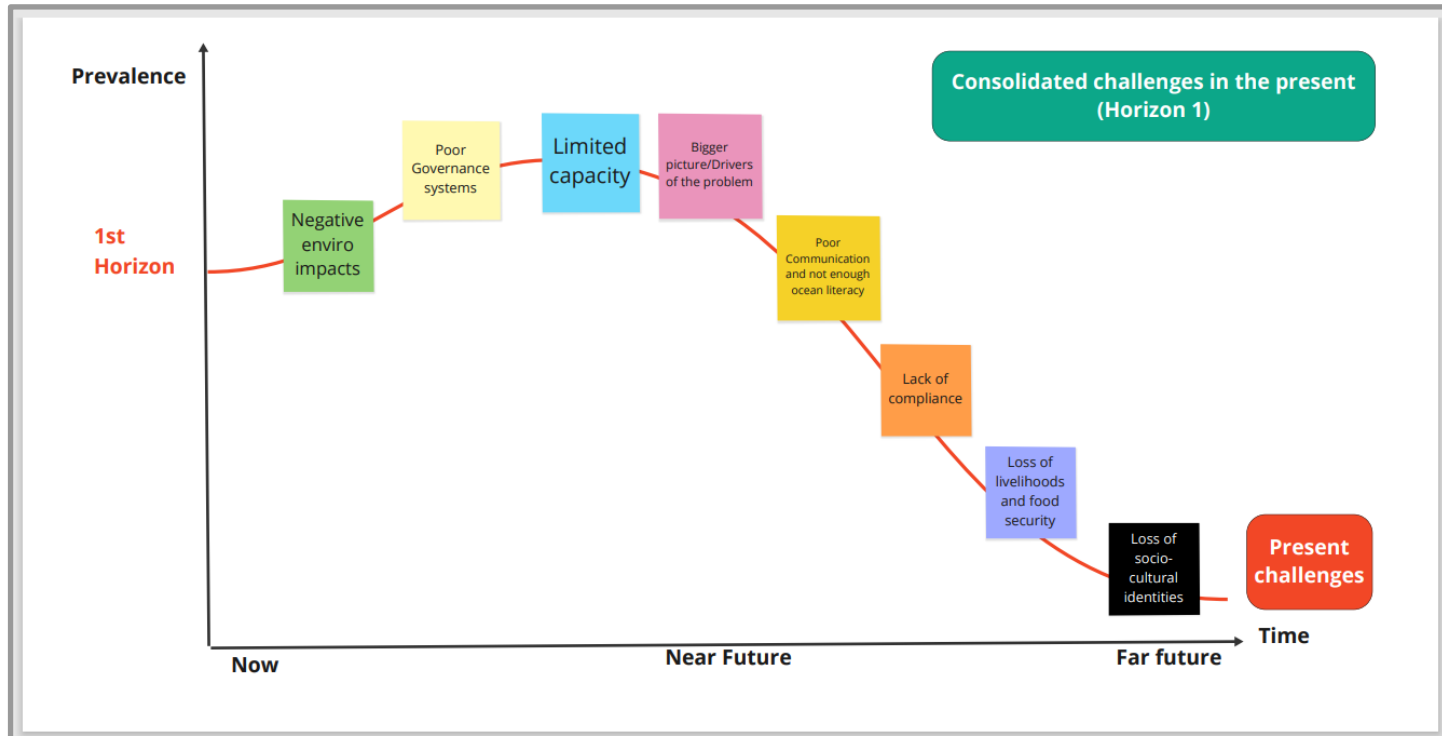 Prevalence
Consolidated challenges in the present
(Horizon 1)
1st
Horizon
Negative
enviro
impacts
Poor
Governance
systems
Limited
capacity
Bigger
picture/Drivers
of the problem
Poor
Communication
and not enough
ocean literacy
Lack of
compliance
Loss of
livelihoods
and food
security
Loss of
socio-
cultural
identities
Present
challenges
Now
Near Future
Far future
Time